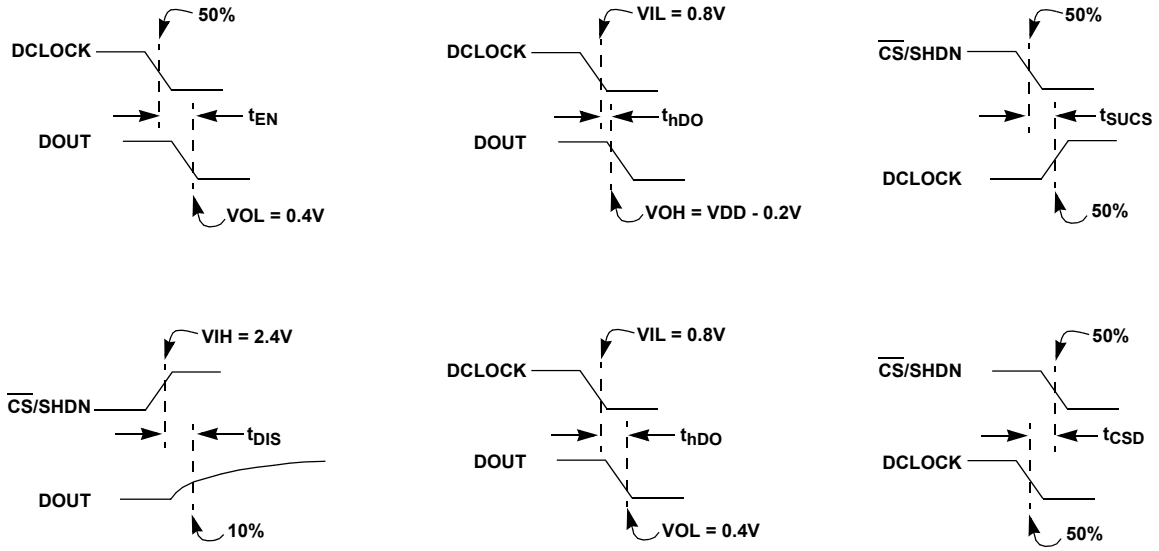 50%
DCLOCK
tEN
DOUT
VOL = 0.4V
VIL = 0.8V
DCLOCK
thDO
DOUT
VOH = VDD - 0.2V
50%
CS/SHDN
tSUCS
DCLOCK
50%
VIH = 2.4V
CS/SHDN
tDIS
DOUT
10%
VIL = 0.8V
DCLOCK
thDO
DOUT
VOL = 0.4V
50%
CS/SHDN
tCSD
DCLOCK
50%